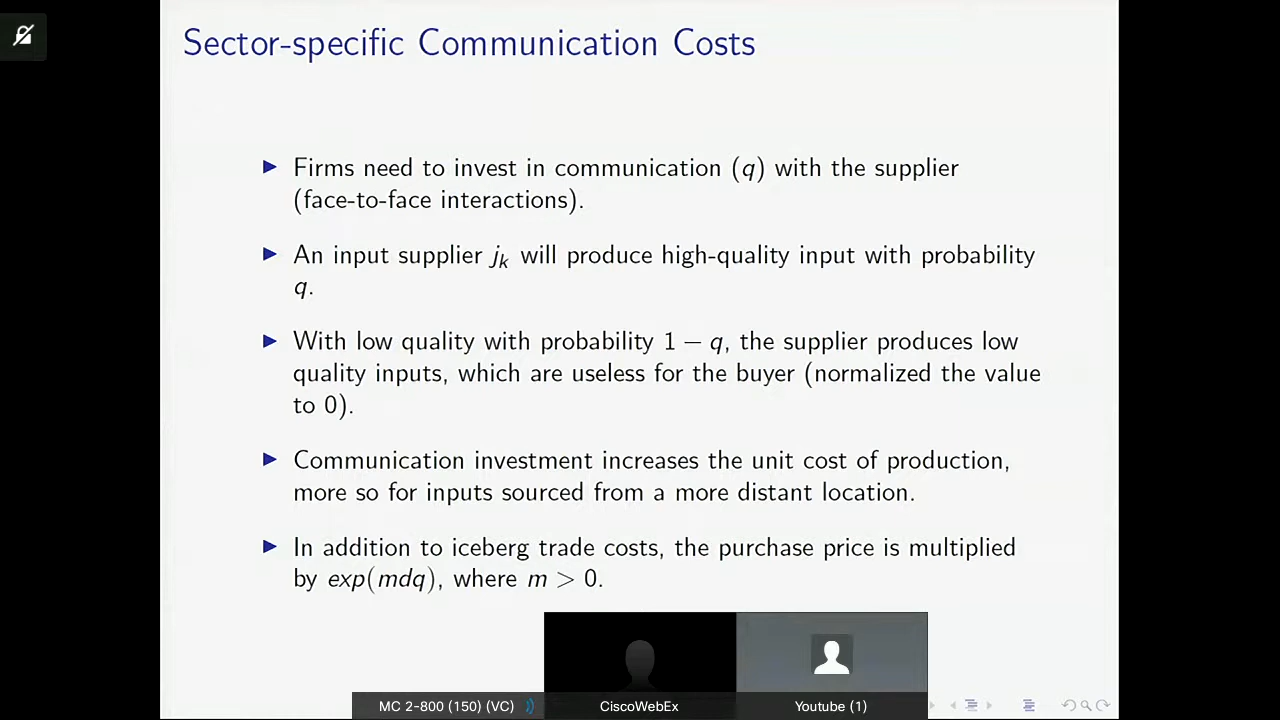 Sector-specific Communication Costs
Firms need to invest in communication (q) with the supplier
(face-to-face interactions).
An input supplier jk will produce high-quality input with probability
q.
With low quality with probability 1 − q, the supplier produces low
quality inputs, which are useless for the buyer (normalized the value
to 0).
Communication investment increases the unit cost of production,
more so for inputs sourced from a more distant location.
In addition to iceberg trade costs, the purchase price is multiplied
by exp(mdq), where m > 0.
MC 2-800 (150) (VC)
CiscoWebEx
Youtube (1)